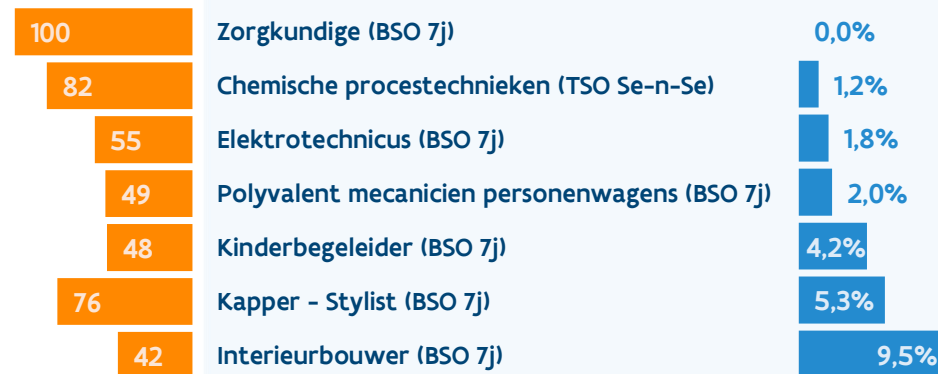 100 Zorgkundige (BSO 7j) 0,0%
82 Chemische procestechnieken (TSO Se-n-Se) 1,2%
55 Elektrotechnicus (BSO 7j) 1,8%
49 Polyvalent mecanicien personenwagens (BSO 7j) 2,0%
48 Kinderbegeleider (BSO 7j) 4,2%
76 Kapper - Stylist (BSO 7j) 5,3%
42 Interieurbouwer (BSO 7j) 9,5%